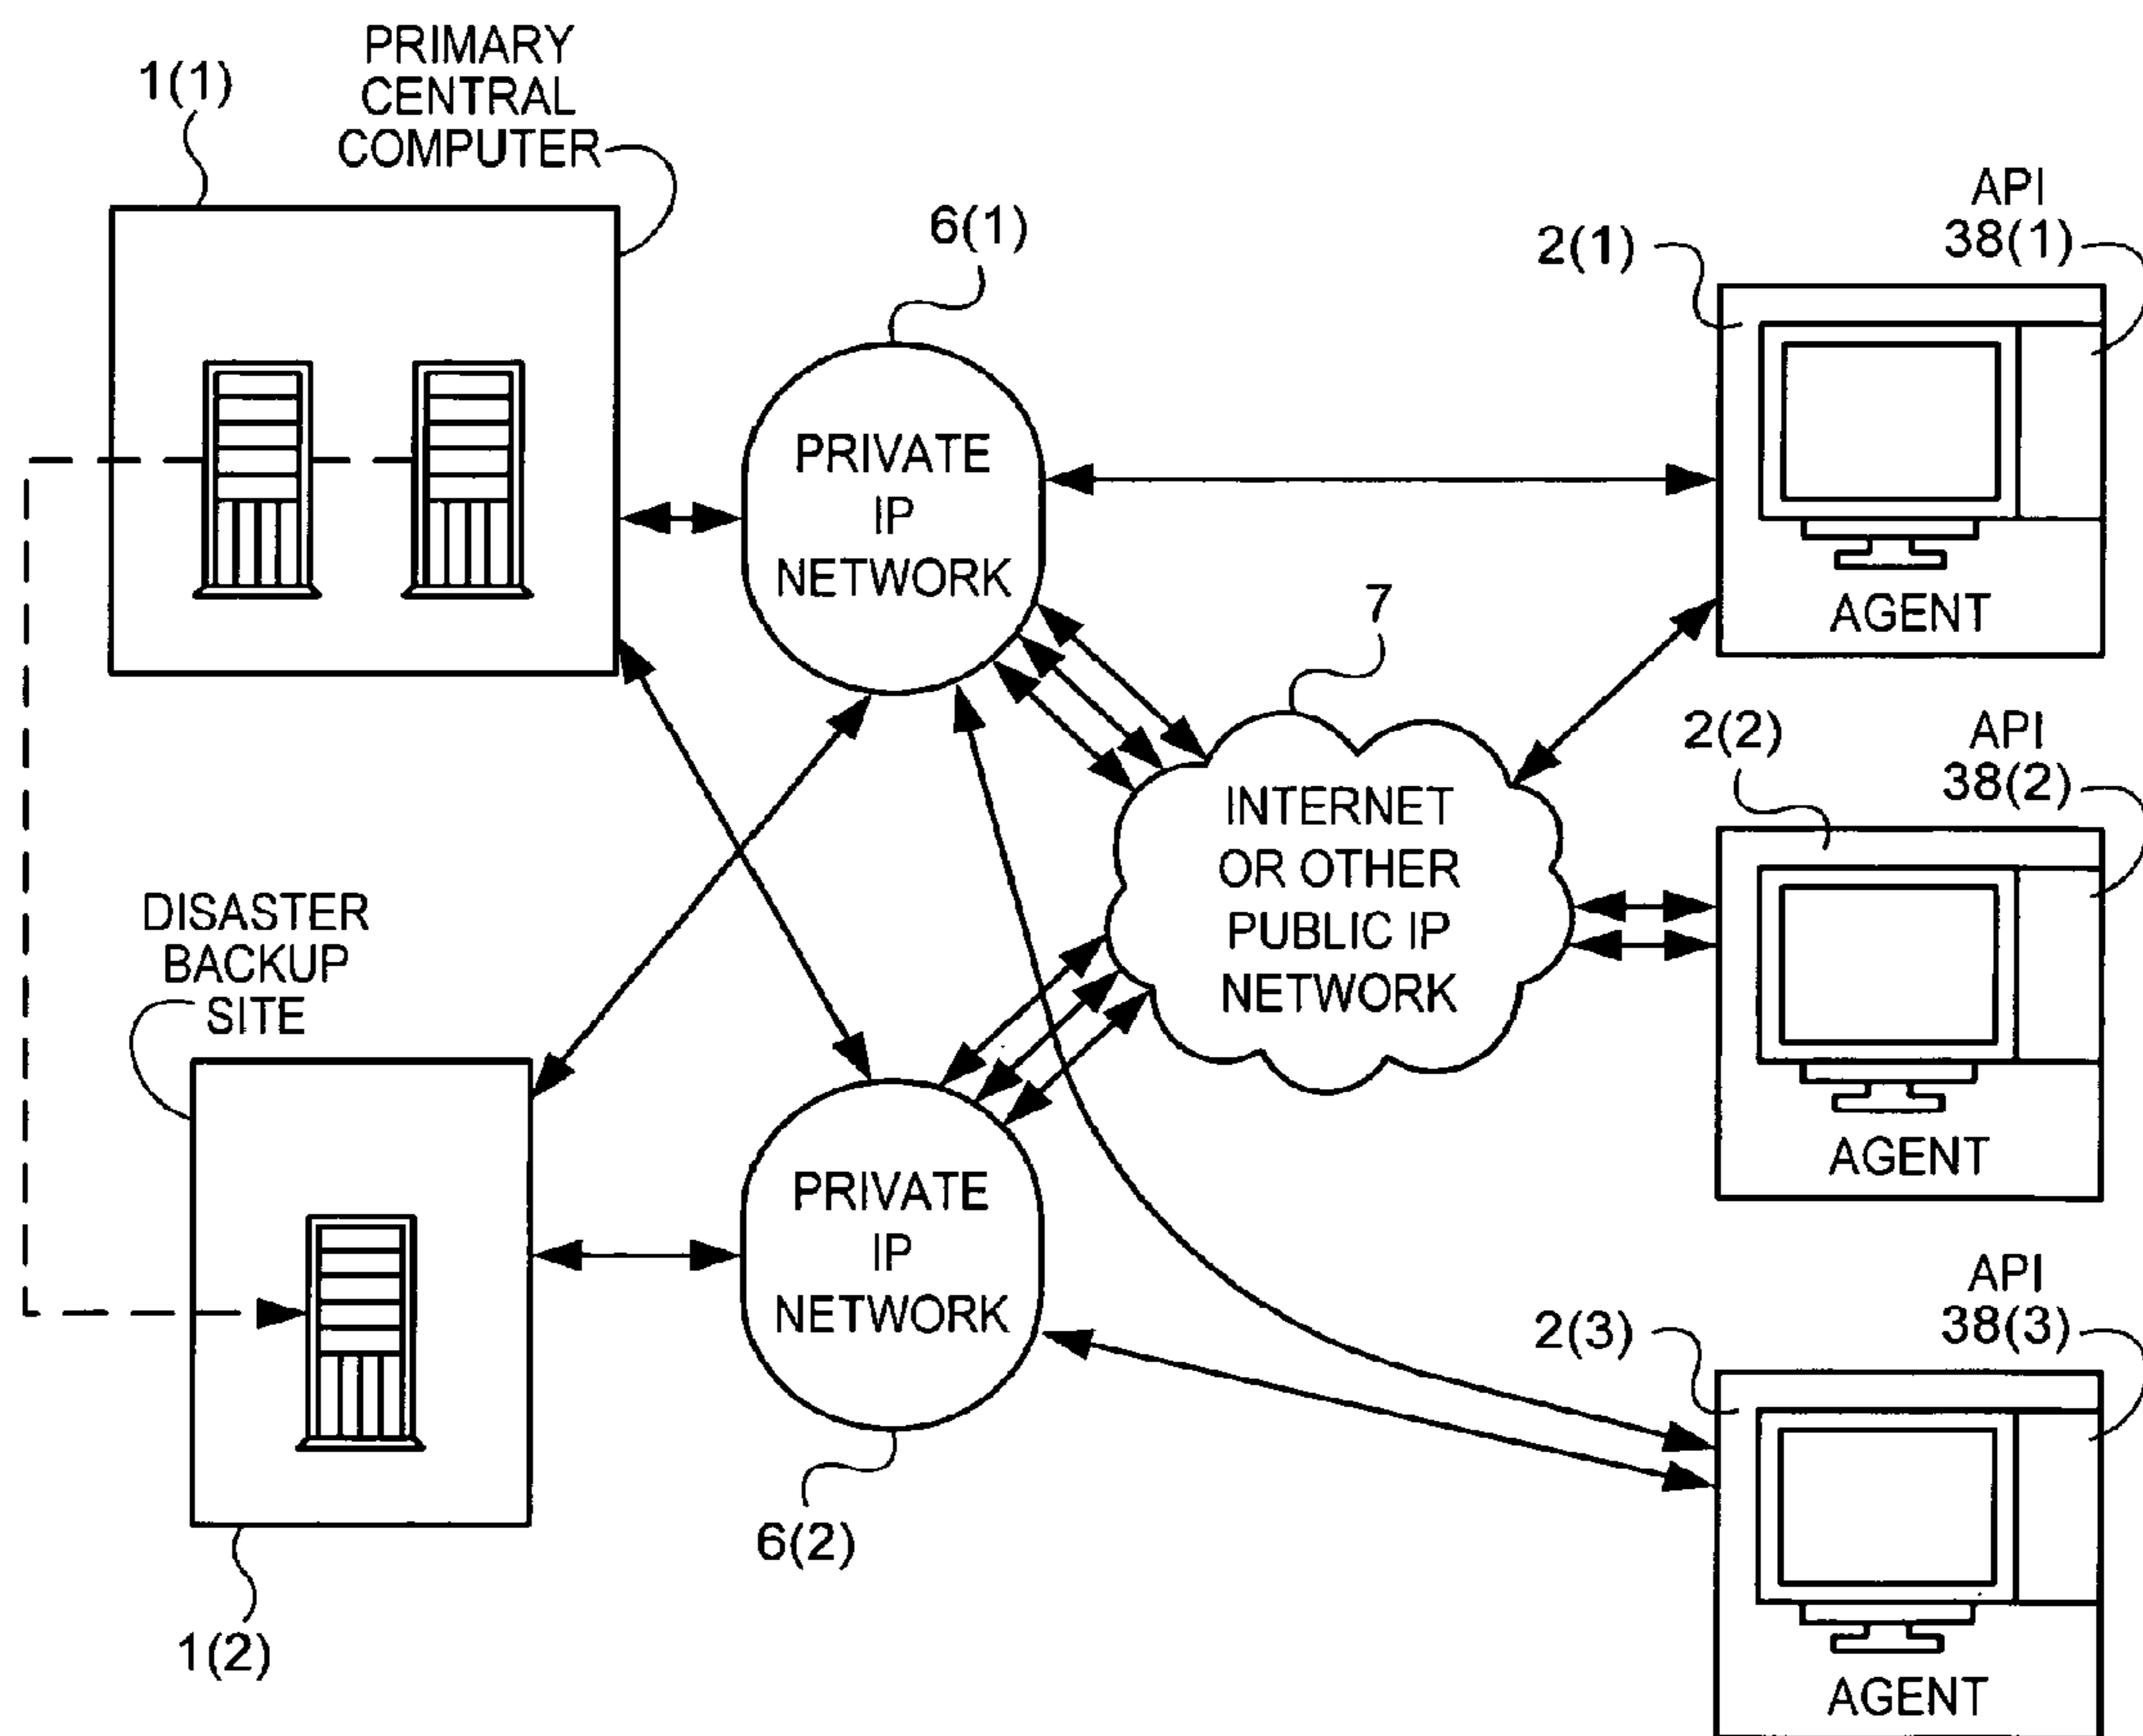 PRIMARY
CENTRAL
COMPUTER
1(1)
6(1)
PRIVATE
IP
NETWORK
2(1)
API
38(1)
AGENT
7
INTERNET
OR OTHER
PUBLIC IP
NETWORK
2(2)
API
38(2)
AGENT
DISASTER
BACKUP
SITE
1(2)
PRIVATE
IP
NETWORK
6(2)
2(3)
API
38(3)
AGENT